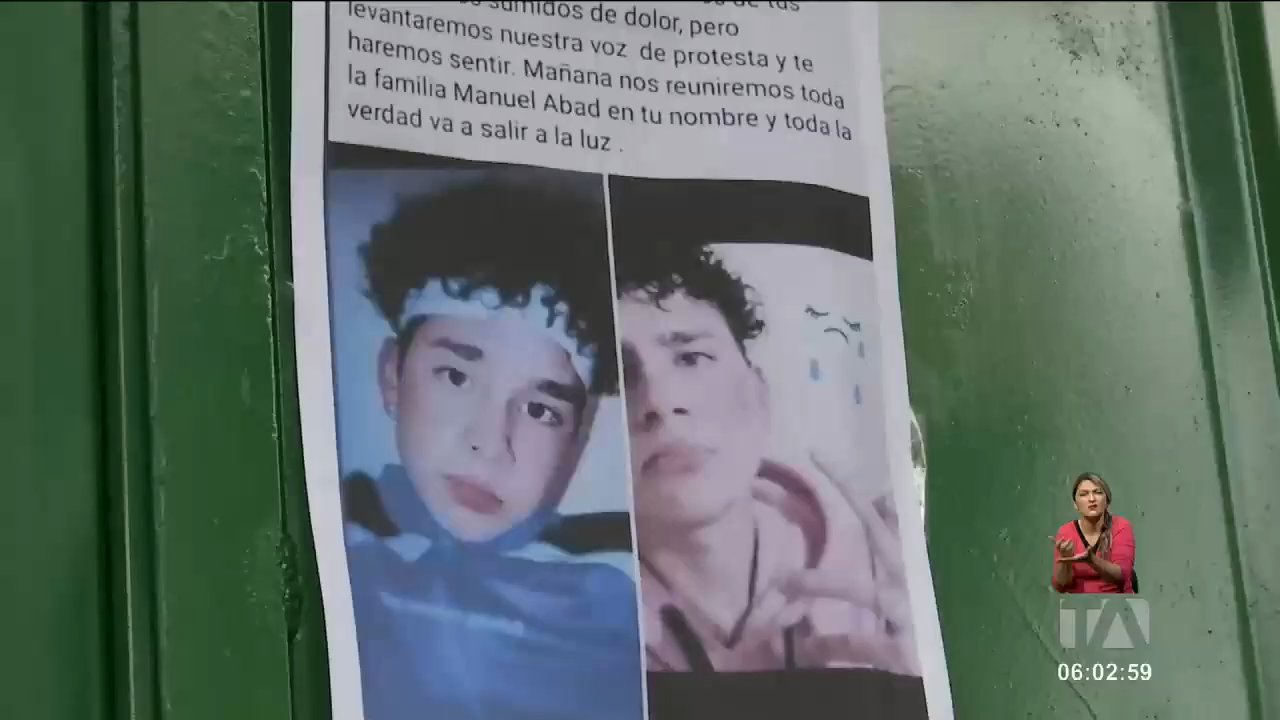 sumidos de dolor, pero
levantaremos nuestra voz de protesta y te
haremos sentir. Mañana nos reuniremos toda
la familia Manuel Abad en tu nombre y toda la
verdad va a salir a la luz .
TA
06:02:59